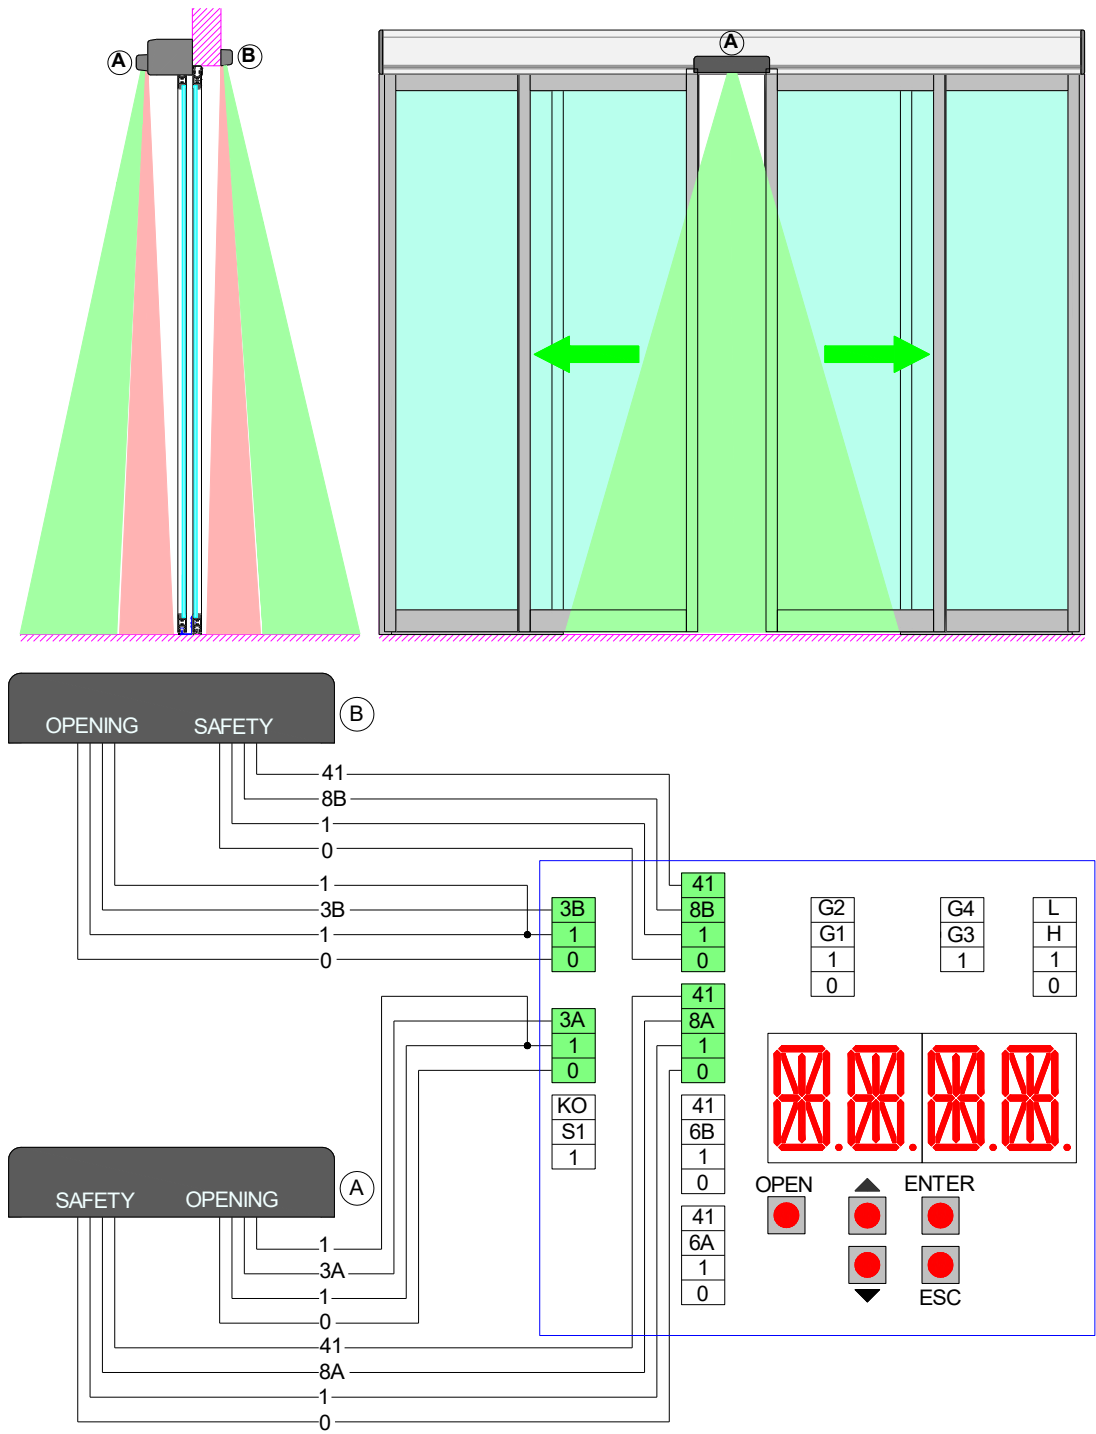 A
B
A
B
OPENING SAFETY
41
8B
1
0
1
3B
1
0
3B
1
0
3A
1
0
KO
S1
1
41
8B
1
0
41
8A
1
0
41
6B
1
0
41
6A
1
0
G2
G1
1
0
G4
G3
1
L
H
1
0
OPEN
ENTER
ESC
A
SAFETY OPENING
1
3A
1
0
41
8A
1
0